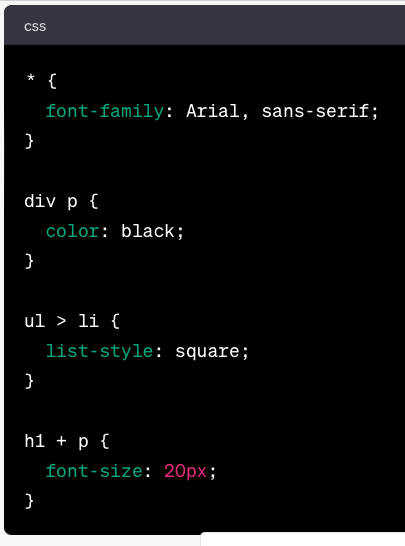 css
* {
font-family: Arial, sans-serif;
}
div p {
color: black;
}
ul > li {
list-style: square;
}
h1 + p {
font-size: 20px;
}